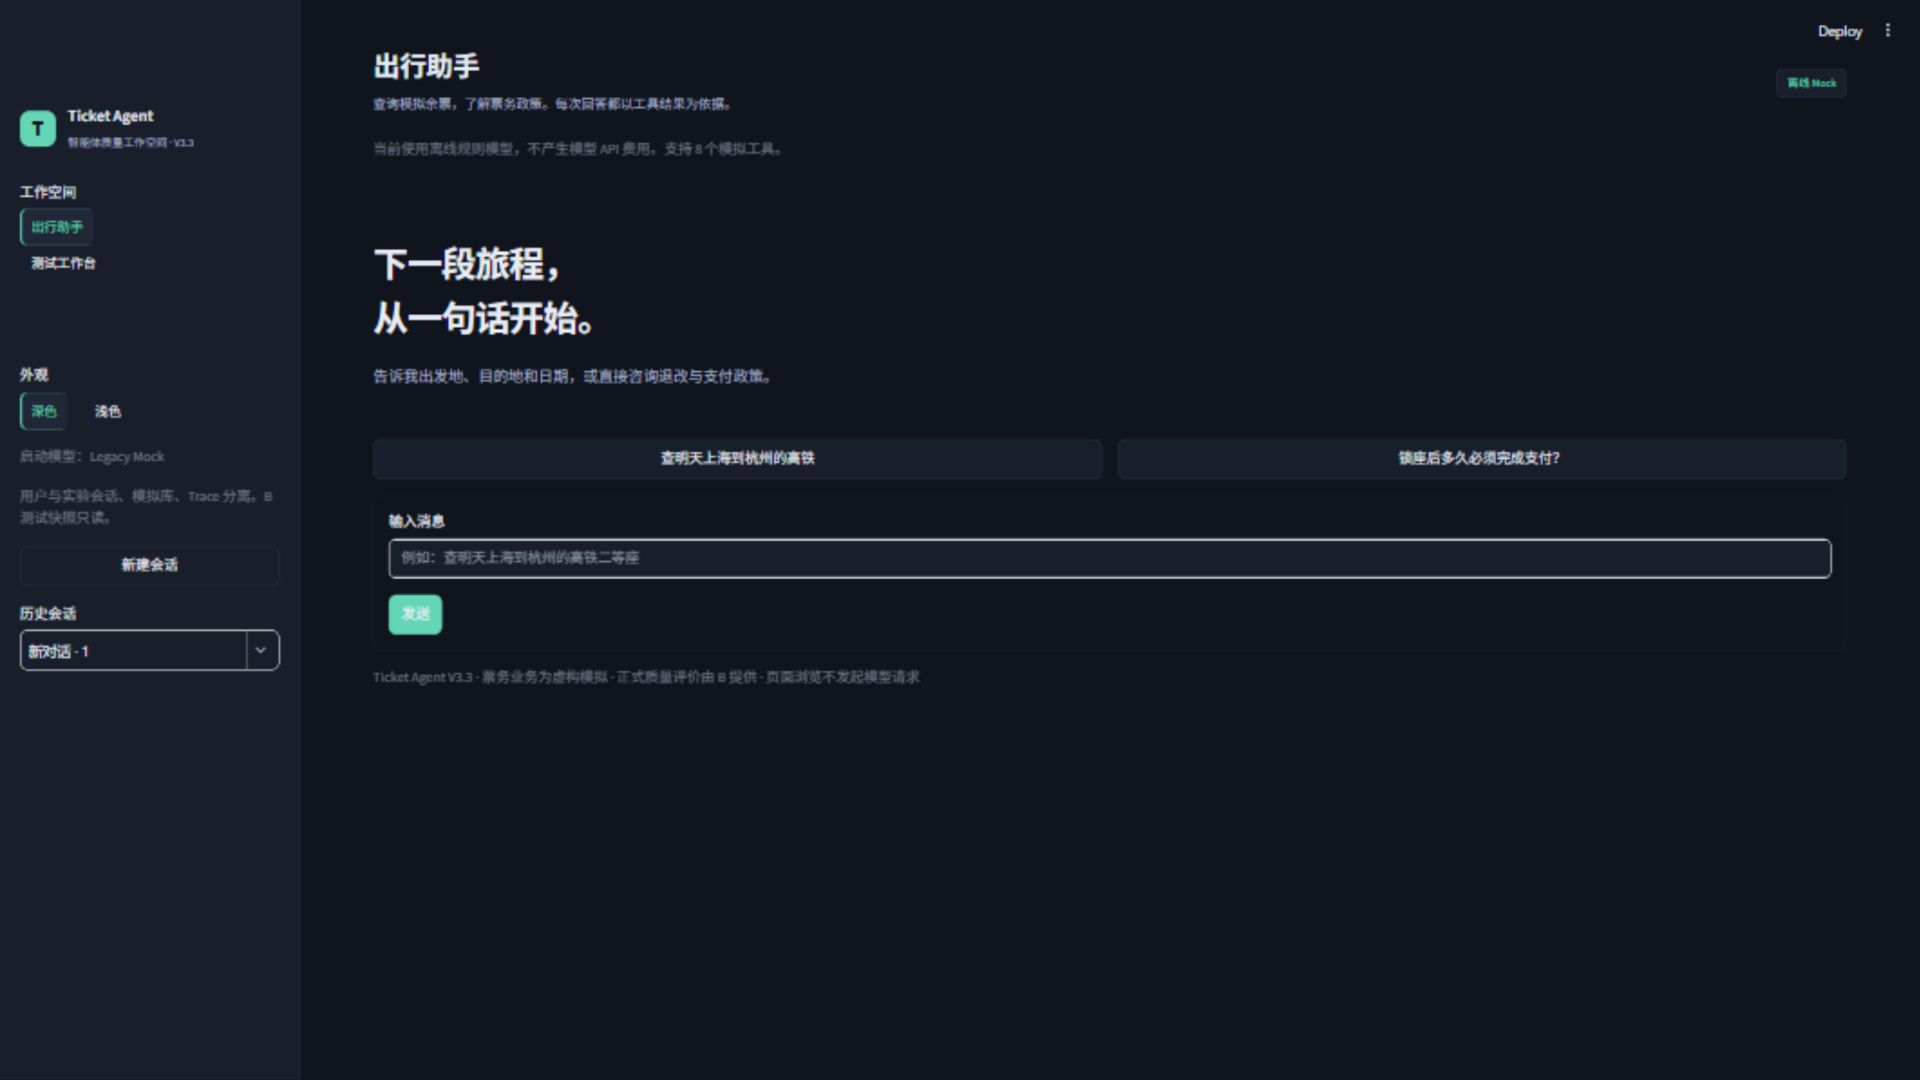 Deploy
T
Ticket Agent
智能体质量工作空间 · V3.3
工作空间
出行助手
测试工作台
外观
深色
浅色
启动模型：Legacy Mock
用户与实验会话、模拟库、Trace 分离。B
测试快照只读。
新建会话
历史会话
新对话 · 1
出行助手
查询模拟余票，了解票务政策。每次回答都以工具结果为依据。
离线 Mock
当前使用离线规则模型，不产生模型 API 费用。支持 8 个模拟工具。
下一段旅程，
从一句话开始。
告诉我出发地、目的地和日期，或直接咨询退改与支付政策。
查明天上海到杭州的高铁
锁座后多久必须完成支付？
输入消息
例如：查明天上海到杭州的高铁二等座
发送
Ticket Agent V3.3 · 票务业务为虚构模拟 · 正式质量评价由 B 提供 · 页面浏览不发起模型请求